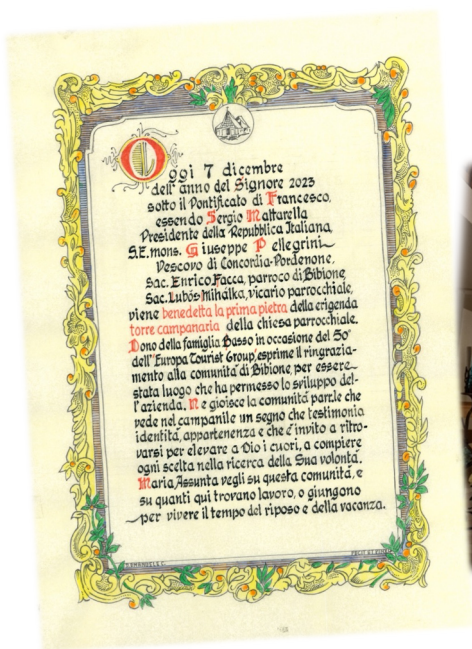 Oggi 7 dicembre
dell'anno del Signore 2023
sotto il Pontificato di Francesco,
essendo Sergio Mattarella
Presidente della Repubblica Italiana,
S.E. mons. Giuseppe Pellegrini
Vescovo di Concordia-Pordenone,
Sac. Enrico Facca, parroco di Bibione,
Sac. Lubós Mihálka, vicario parrocchiale,
viene benedetta la prima pietra della erigenda
torre campanaria della chiesa parrocchiale.
Dono della famiglia Basso in occasione del 50°
dell'Europa Tourist Group, esprime il ringrazia-
mento alla comunità di Bibione, per essere
stata luogo che ha permesso lo sviluppo del-
l'azienda. Ne gioisce la comunità parr.le che
vede nel campanile un segno che testimonia
identità, appartenenza e che è invito a ritro-
varsi per elevare a Dio i cuori, a compiere
ogni scelta nella ricerca della Sua volontà.
Maria Assunta vegli su questa comunità, e
su quanti qui trovano lavoro, o giungono
per vivere il tempo del riposo e della vacanza.